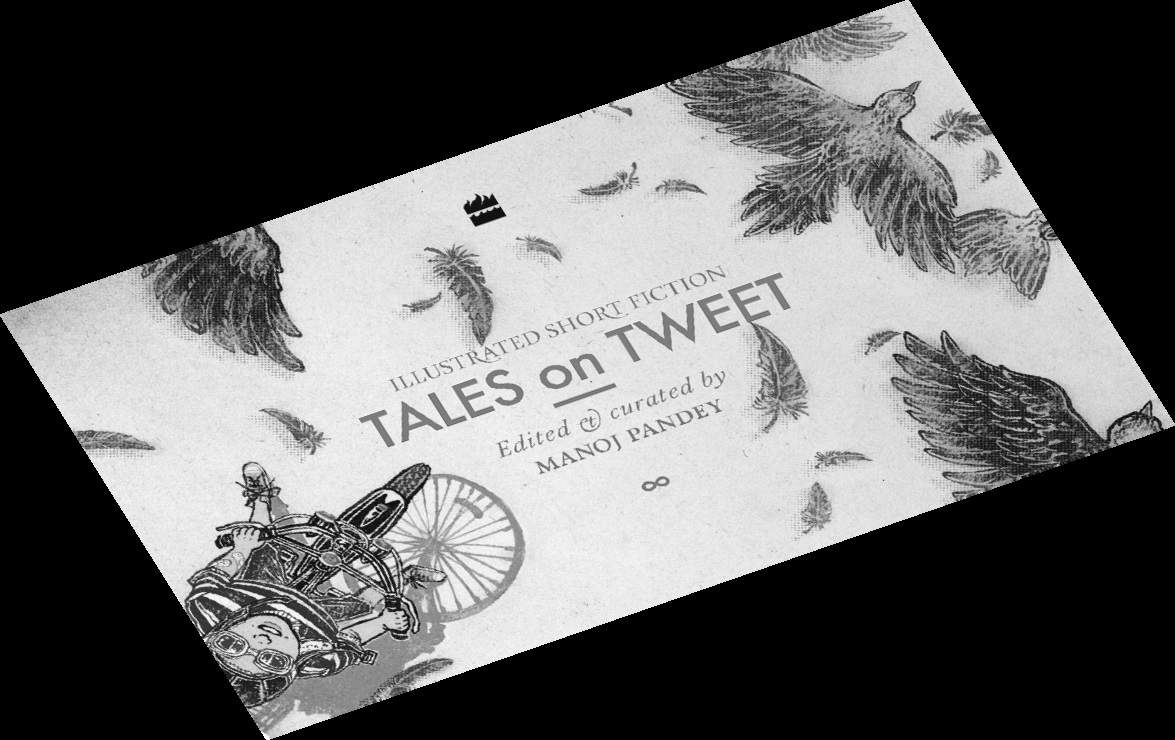 ILLUSTRATED SHORT FICTION
TALES on TWEET
Edited & curated by
MANOJ PANDEY